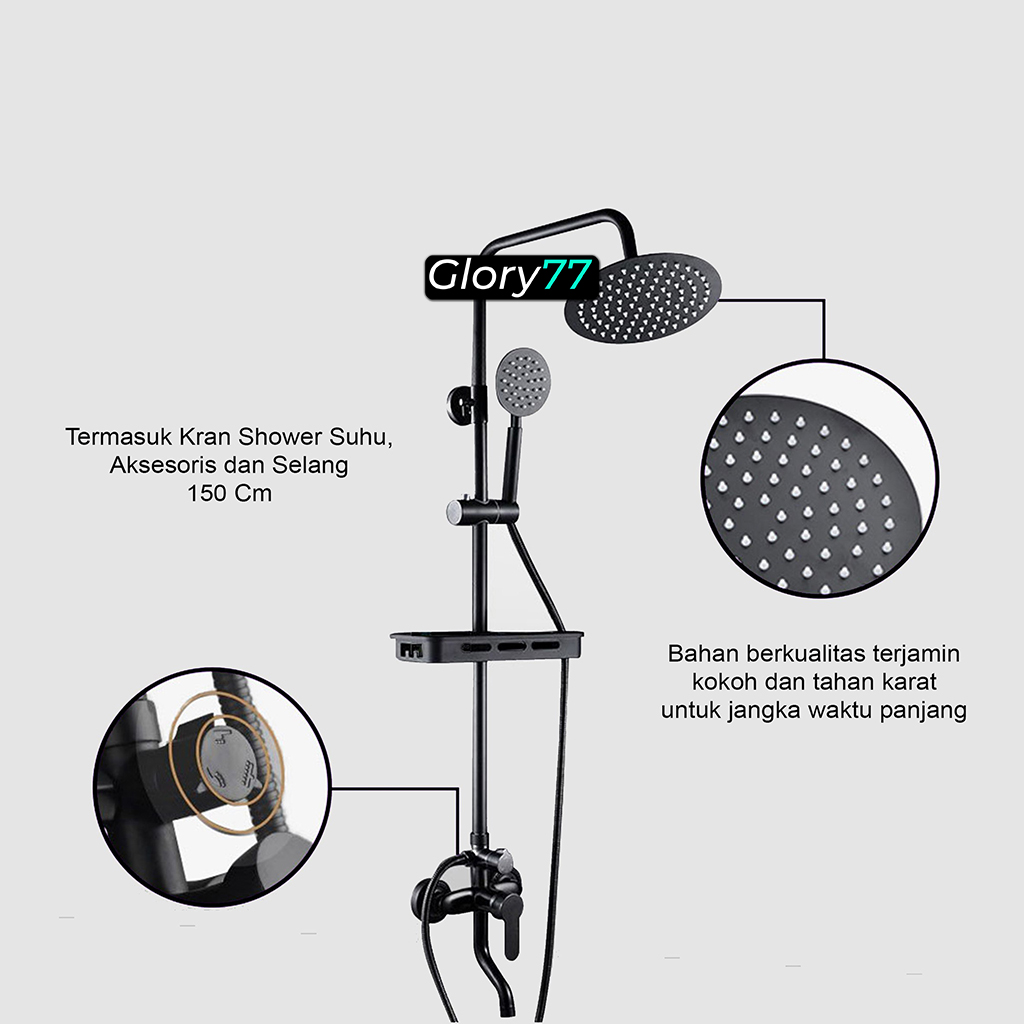 Glory77
Termasuk Kran Shower Suhu,
Aksesoris dan Selang
150 Cm
Bahan berkualitas terjamin
kokoh dan tahan karat
untuk jangka waktu panjang